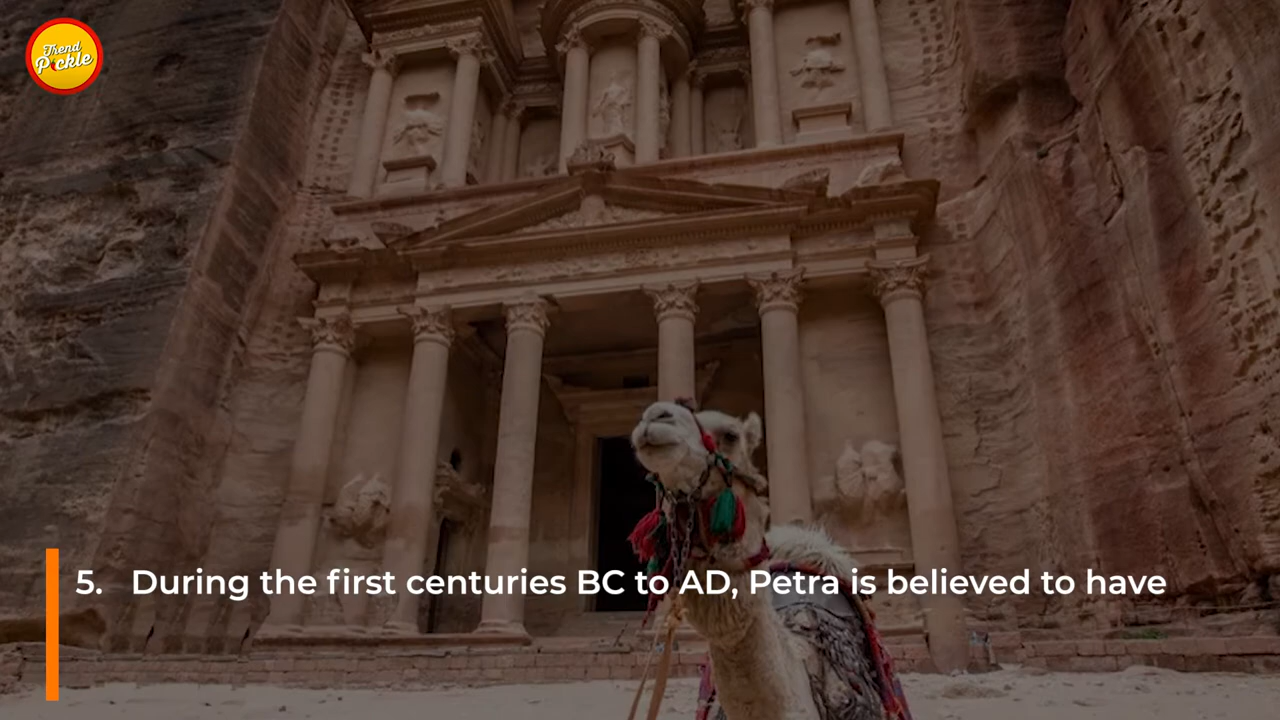 Trend
Pickle
5. During the first centuries BC to AD, Petra is believed to have